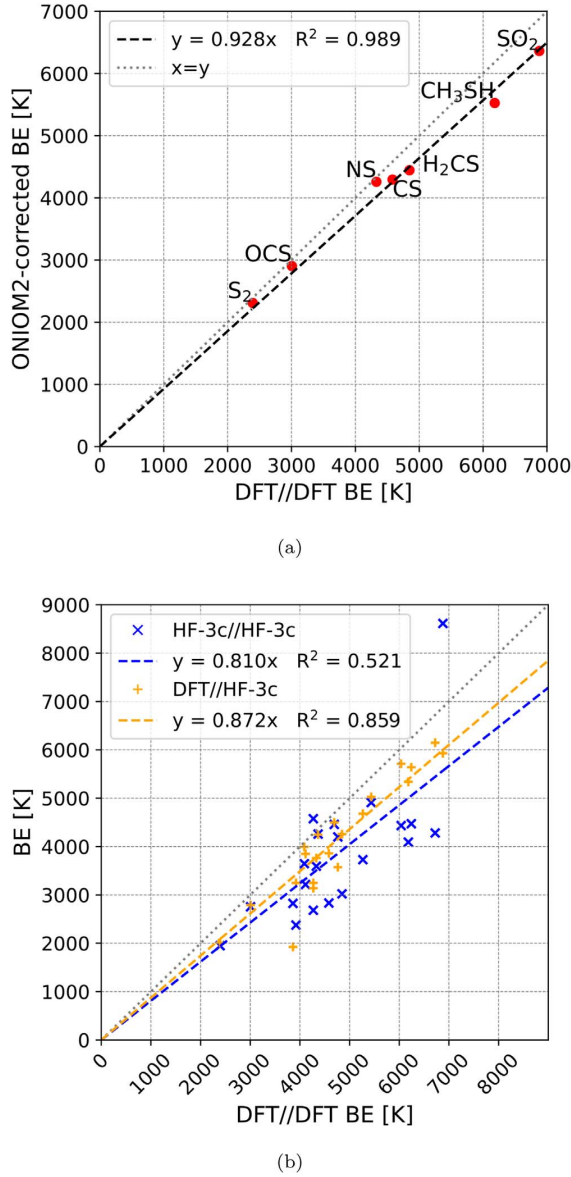 y = 0.928x R² = 0.989
x=y
7000
6000
5000
4000
3000
2000
1000
0
ONIOM2-corrected BE [K]
SO₂
CH₃SH
NS
H₂CS
CS
OCS
S₂
0 1000 2000 3000 4000 5000 6000 7000
DFT//DFT BE [K]
(a)
9000
8000
7000
6000
5000
4000
3000
2000
1000
0
BE [K]
HF-3c//HF-3c
y = 0.810x R² = 0.521
DFT//HF-3c
y = 0.872x R² = 0.859
0 1000 2000 3000 4000 5000 6000 7000 8000
DFT//DFT BE [K]
(b)